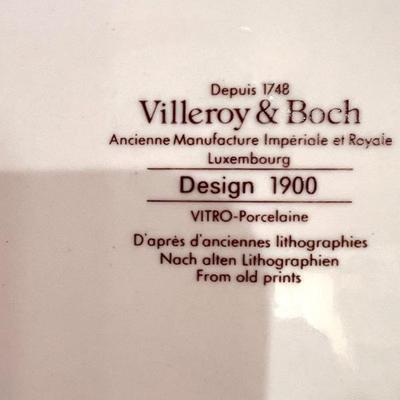 Depuis 1748
Villeroy & Boch
Ancienne Manufacture Impériale et Royale
Luxembourg
Design 1900
VITRO-Porcelaine
D'après d'anciennes lithographies
Nach alten Lithographien
From old prints